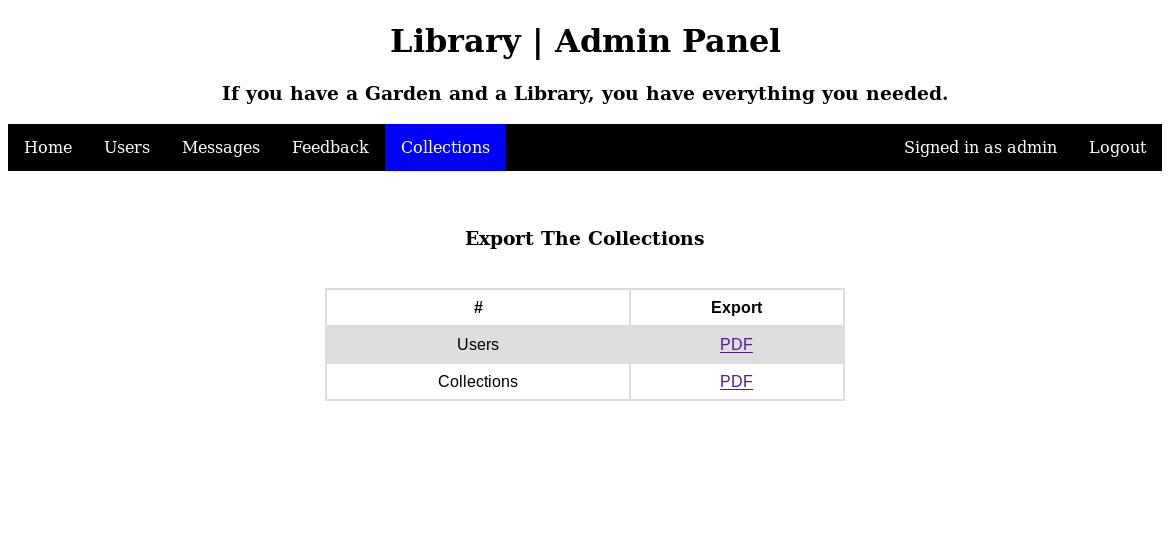 Library | Admin Panel
If you have a Garden and a Library, you have everything you needed.
Home Users Messages Feedback Collections Signed in as admin Logout
Export The Collections
# Export
Users PDF
Collections PDF